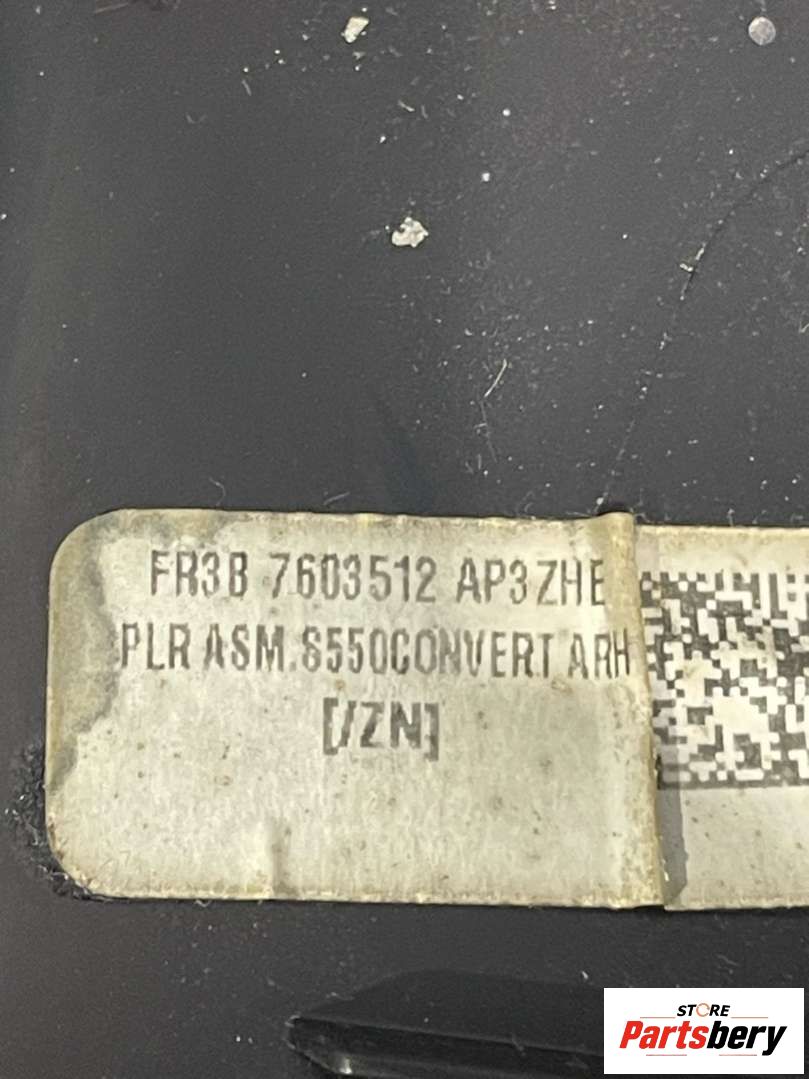 FR3B 7603512 AP3ZHE
PLR ASM.S550CONVERT ARH
[/ZN]
STORE
Partsbery